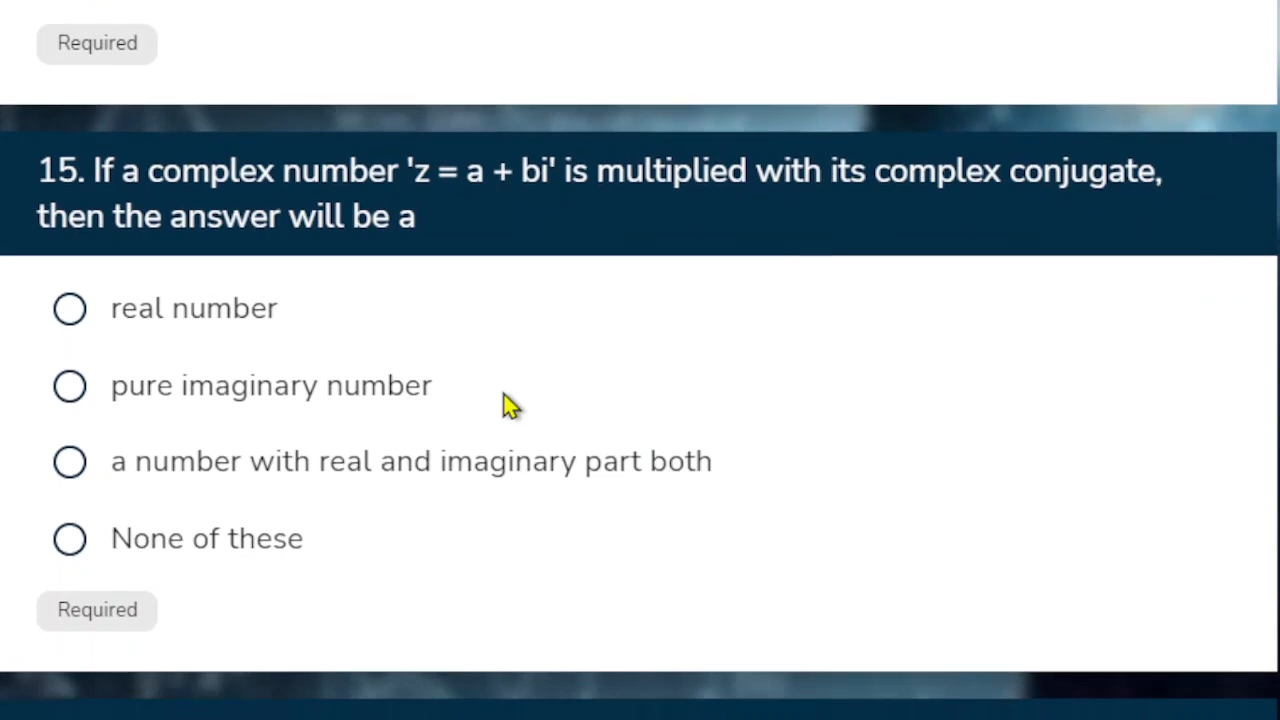 Required
15. If a complex number 'z = a + bi' is multiplied with its complex conjugate,
then the answer will be a
real number
pure imaginary number
a number with real and imaginary part both
None of these
Required